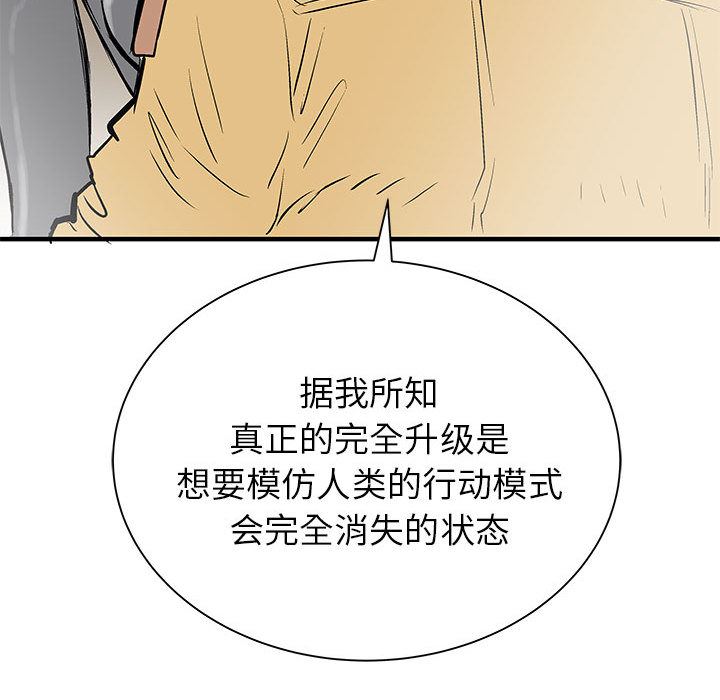 据我所知
真正的完全升级是
想要模仿人类的行动模式
会完全消失的状态